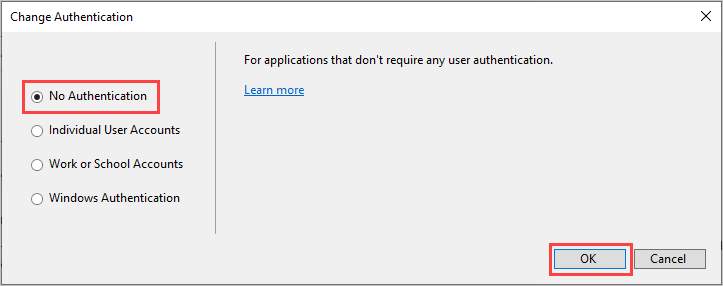 Change Authentication
For applications that don't require any user authentication.
Learn more
No Authentication
Individual User Accounts
Work or School Accounts
Windows Authentication
OK
Cancel